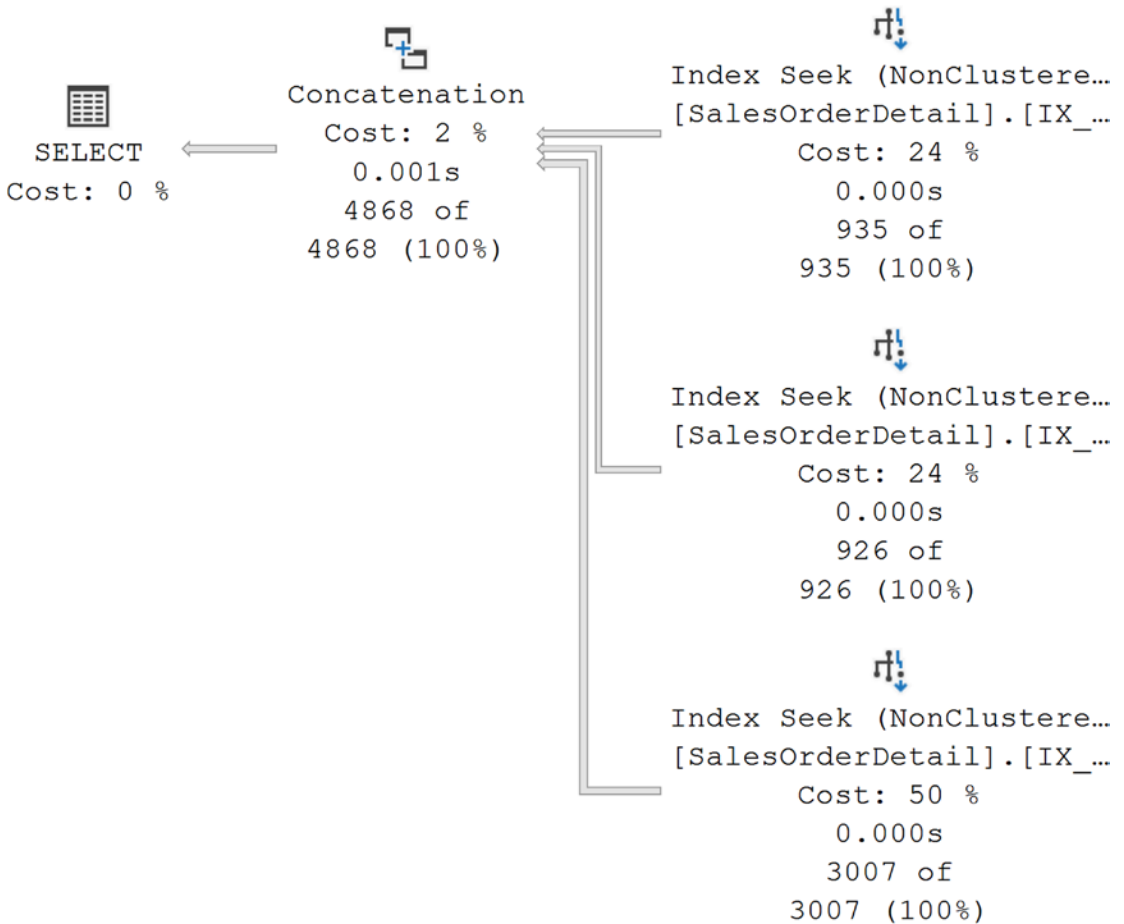 SELECT
Cost: 0 %
Concatenation
Cost: 2 %
0.001s
4868 of
4868 (100%)
Index Seek (NonClustere…
[SalesOrderDetail].[IX_…
Cost: 24 %
0.000s
935 of
935 (100%)
Index Seek (NonClustere…
[SalesOrderDetail].[IX_…
Cost: 24 %
0.000s
926 of
926 (100%)
Index Seek (NonClustere…
[SalesOrderDetail].[IX_…
Cost: 50 %
0.000s
3007 of
3007 (100%)